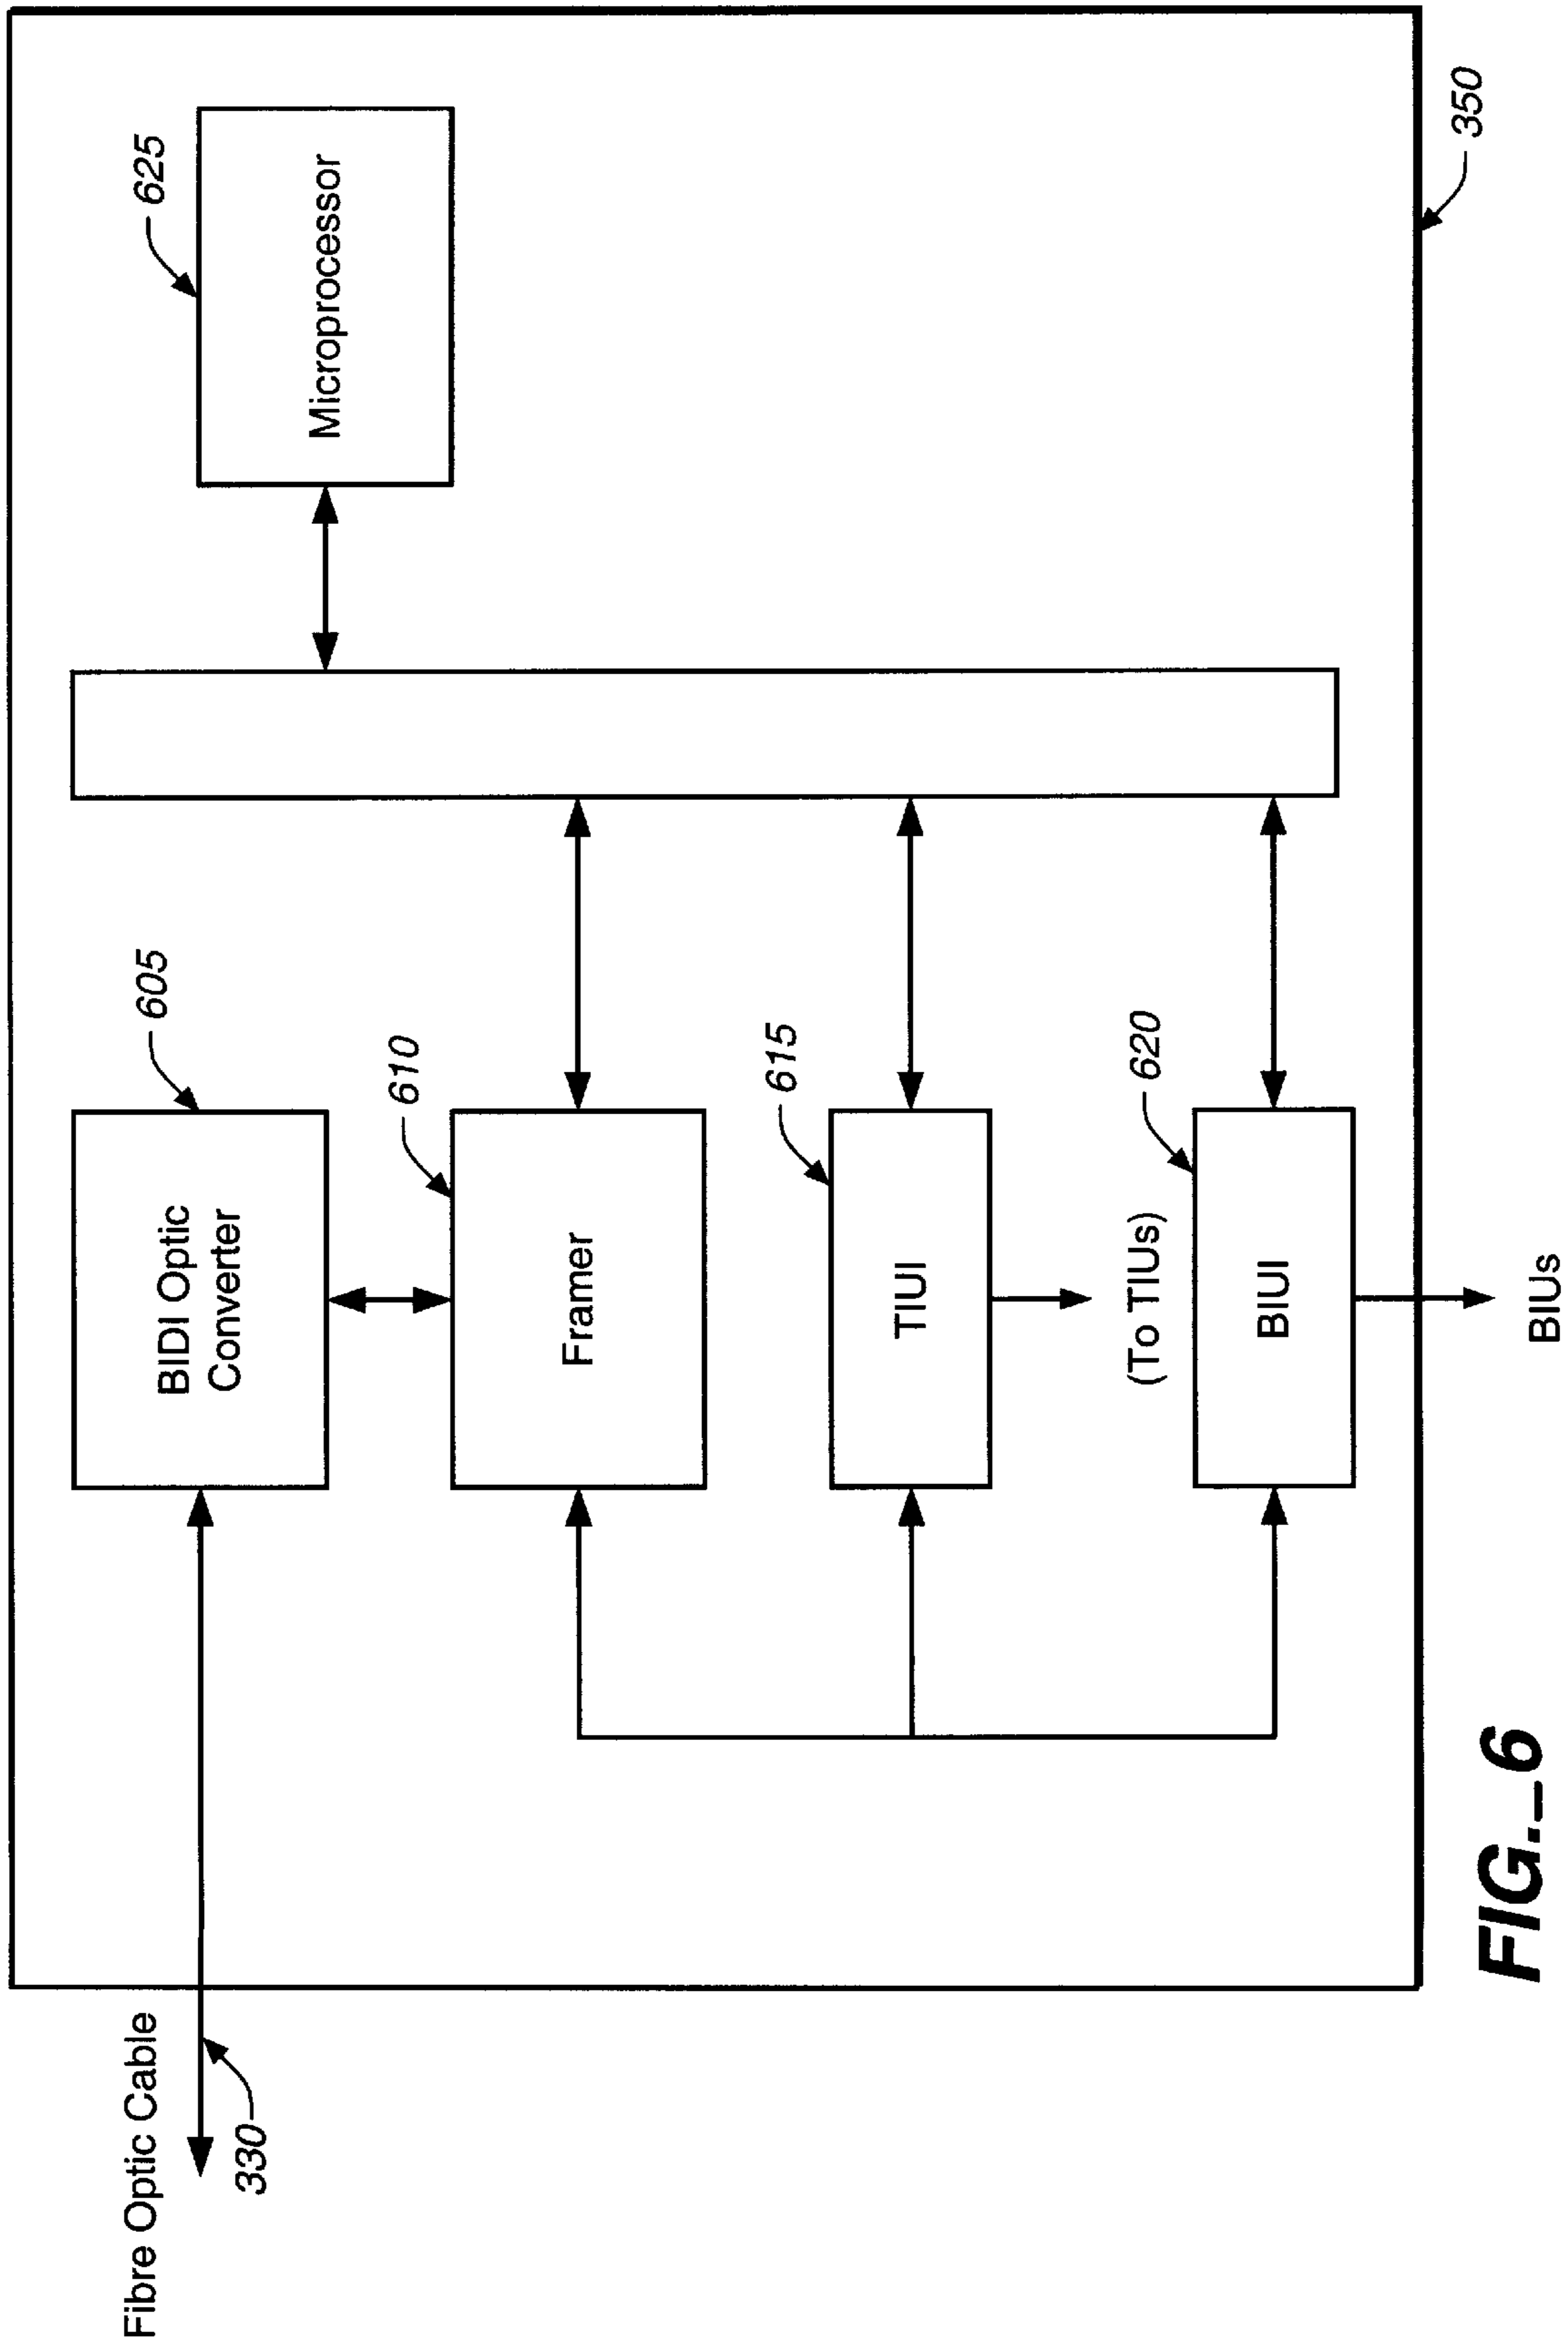 Fibre Optic Cable
330
BIDI Optic
Converter
605
625
Microprocessor
610
Framer
615
TIUI
(To TIUs)
620
BIUI
BIUs
350
FIG._6